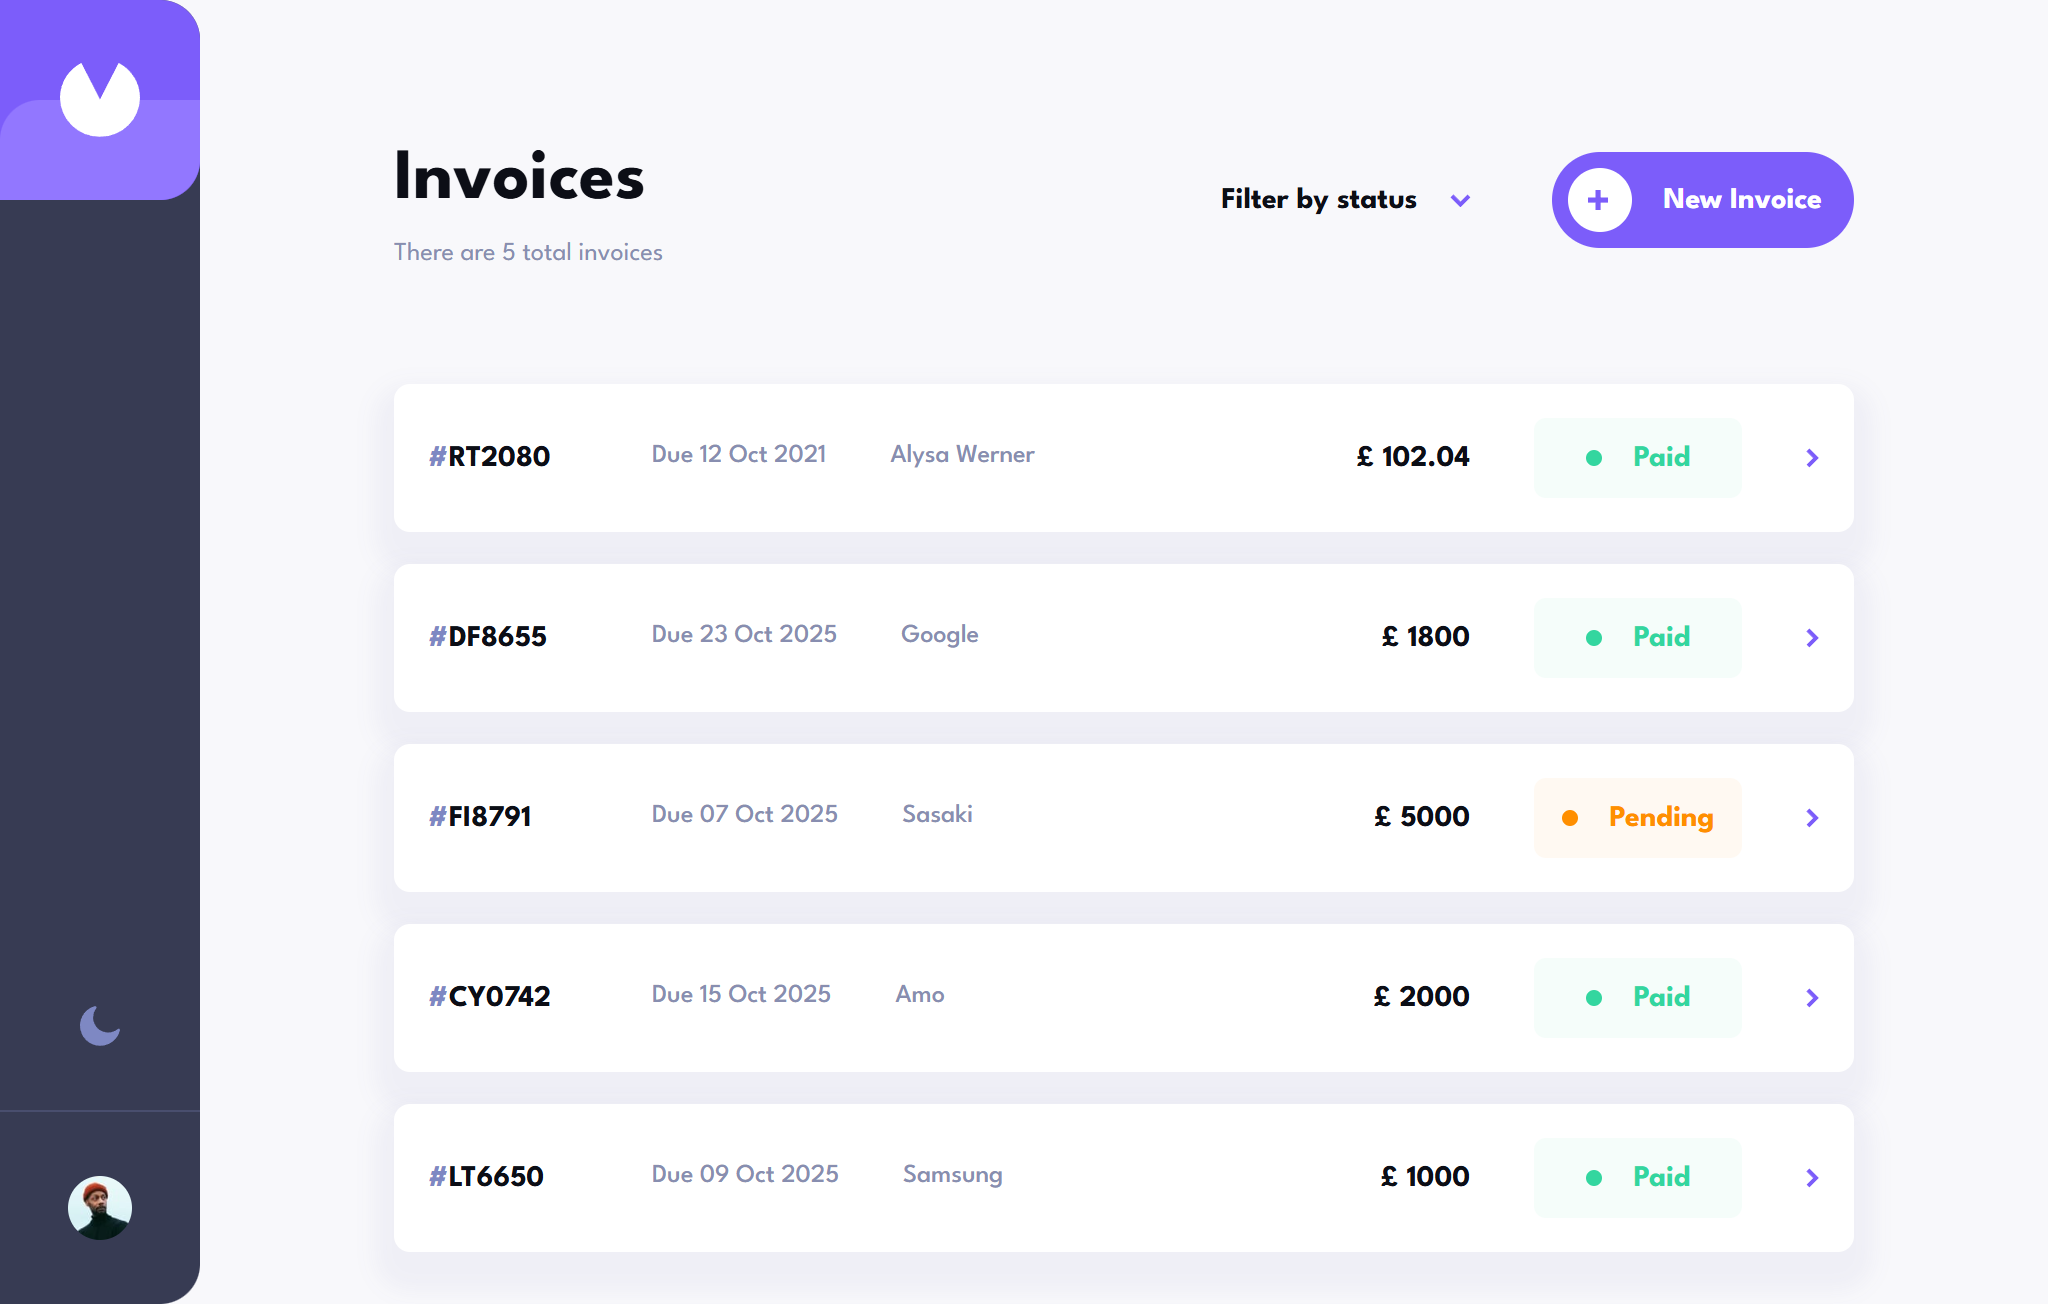 Invoices
There are 5 total invoices
Filter by status
New Invoice
#RT2080 Due 12 Oct 2021 Alysa Werner £ 102.04 Paid
#DF8655 Due 23 Oct 2025 Google £ 1800 Paid
#FI8791 Due 07 Oct 2025 Sasaki £ 5000 Pending
#CY0742 Due 15 Oct 2025 Amo £ 2000 Paid
#LT6650 Due 09 Oct 2025 Samsung £ 1000 Paid